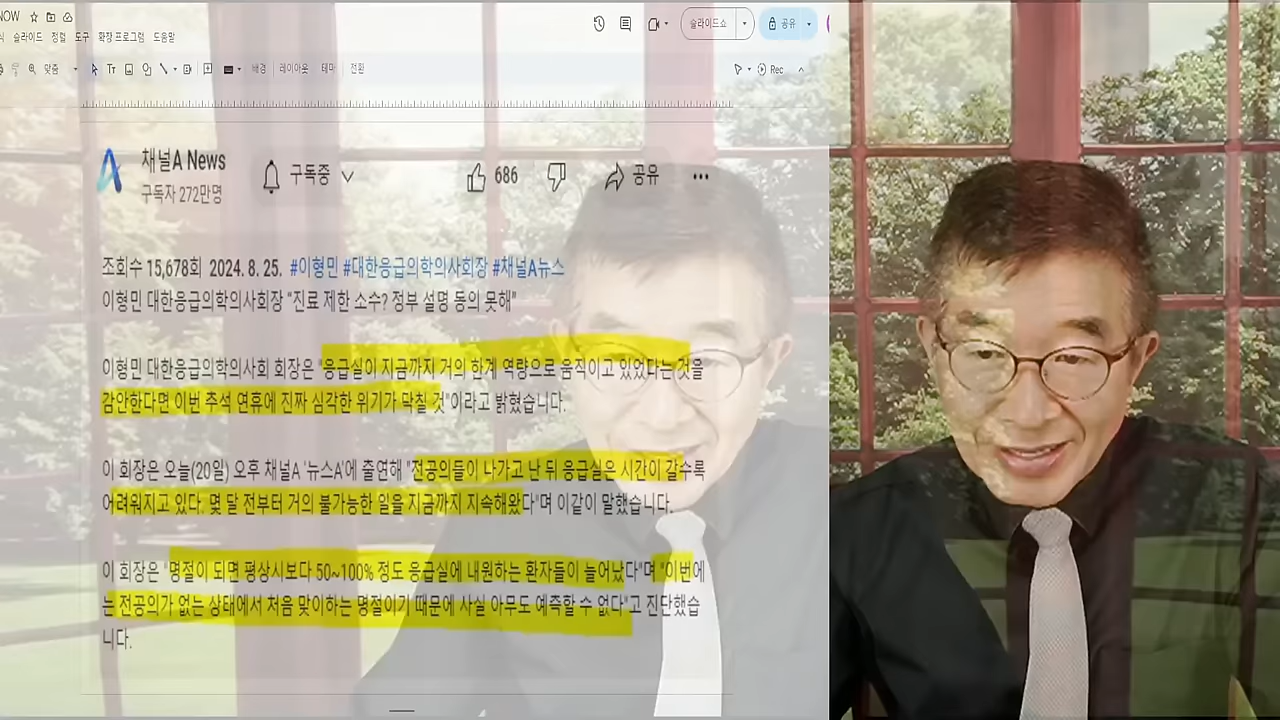 NOW
식 슬라이드 정렬 도구 확장 프로그램 도움말
슬라이드쇼
공유
맞춤
Tr
배경 레이아웃 테마 전환
Rec
채널A News
구독자 272만명
구독중
686
공유
조회수 15,678회 2024. 8. 25. #이형민 #대한응급의학의사회장 #채널A뉴스
이형민 대한응급의학의사회장 "진료 제한 소수? 정부 설명 동의 못해"
이형민 대한응급의학의사회 회장은 "응급실이 지금까지 거의 한계 역량으로 움직이고 있었다는 것을
감안한다면 이번 추석 연휴에 진짜 심각한 위기가 닥칠 것"이라고 밝혔습니다.
이 회장은 오늘(20일) 오후 채널A '뉴스A'에 출연해 "전공의들이 나가고 난 뒤 응급실은 시간이 갈수록
어려워지고 있다. 몇 달 전부터 거의 불가능한 일을 지금까지 지속해왔다"며 이같이 말했습니다.
이 회장은 "명절이 되면 평상시보다 50~100% 정도 응급실에 내원하는 환자들이 늘어났다"며 "이번에
는 전공의가 없는 상태에서 처음 맞이하는 명절이기 때문에 사실 아무도 예측할 수 없다"고 진단했습
니다.